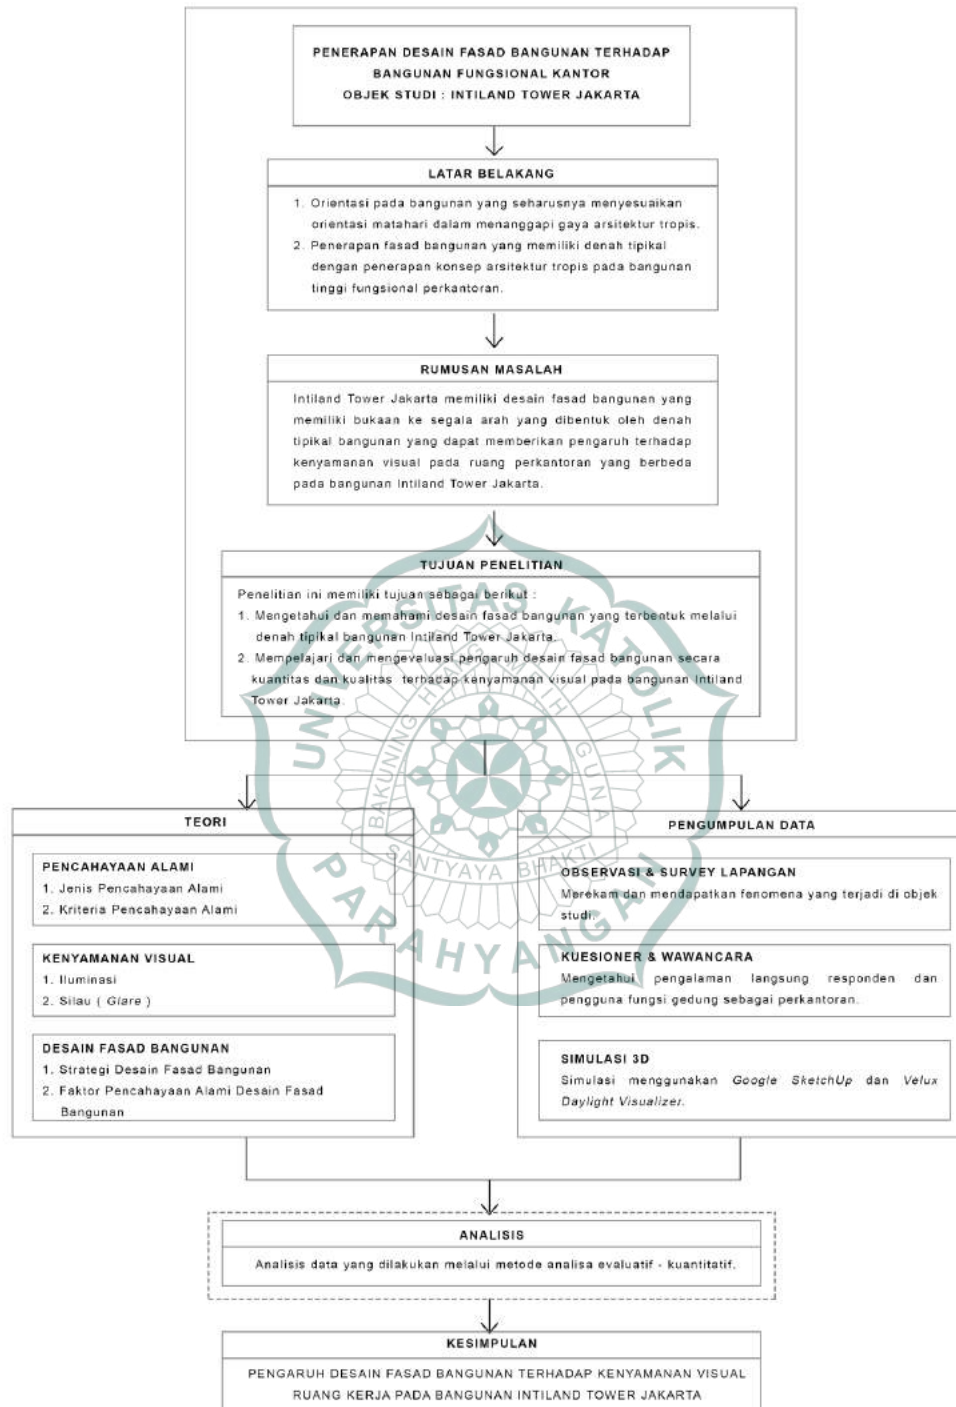 PENERAPAN DESAIN FASAD BANGUNAN TERHADAP
BANGUNAN FUNGSIONAL KANTOR
OBJEK STUDI : INTILAND TOWER JAKARTA
LATAR BELAKANG
1. Orientasi pada bangunan yang seharusnya menyesuaikan
orientasi matahari dalam menanggapi gaya arsitektur tropis.
2. Penerapan fasad bangunan yang memiliki denah tipikal
dengan penerapan konsep arsitektur tropis pada bangunan
tinggi fungsional perkantoran.
RUMUSAN MASALAH
Intiland Tower Jakarta memiliki desain fasad bangunan yang
memiliki bukaan ke segala arah yang dibentuk oleh denah
tipikal bangunan yang dapat memberikan pengaruh terhadap
kenyamanan visual pada ruang perkantoran yang berbeda
pada bangunan Intiland Tower Jakarta.
TUJUAN PENELITIAN
Penelitian ini memiliki tujuan sebagai berikut :
1. Mengetahui dan memahami desain fasad bangunan yang terbentuk melalui
denah tipikal bangunan Intiland Tower Jakarta.
2. Mempelajari dan mengevaluasi pengaruh desain fasad bangunan secara
kuantitas dan kualitas terhadap kenyamanan visual pada bangunan Intiland
Tower Jakarta.
UNIVERSITAS KATOLIK
PARAHYANGAN
BAKUNING HYANG MRIH GUNA
SANTYAYA BHAKTI
TEORI
PENCAHAYAAN ALAMI
1. Jenis Pencahayaan Alami
2. Kriteria Pencahayaan Alami
KENYAMANAN VISUAL
1. Iluminasi
2. Silau ( Glare )
DESAIN FASAD BANGUNAN
1. Strategi Desain Fasad Bangunan
2. Faktor Pencahayaan Alami Desain Fasad
Bangunan
PENGUMPULAN DATA
OBSERVASI & SURVEY LAPANGAN
Merekam dan mendapatkan fenomena yang terjadi di objek
studi.
KUESIONER & WAWANCARA
Mengetahui pengalaman langsung responden dan
pengguna fungsi gedung sebagai perkantoran.
SIMULASI 3D
Simulasi menggunakan Google SketchUp dan Velux
Daylight Visualizer.
ANALISIS
Analisis data yang dilakukan melalui metode analisa evaluatif - kuantitatif.
KESIMPULAN
PENGARUH DESAIN FASAD BANGUNAN TERHADAP KENYAMANAN VISUAL
RUANG KERJA PADA BANGUNAN INTILAND TOWER JAKARTA